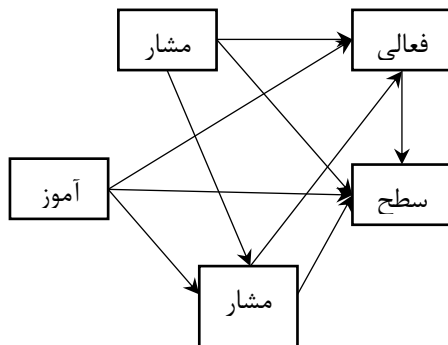 مشار
فعالی
آموز
سطح
مشار